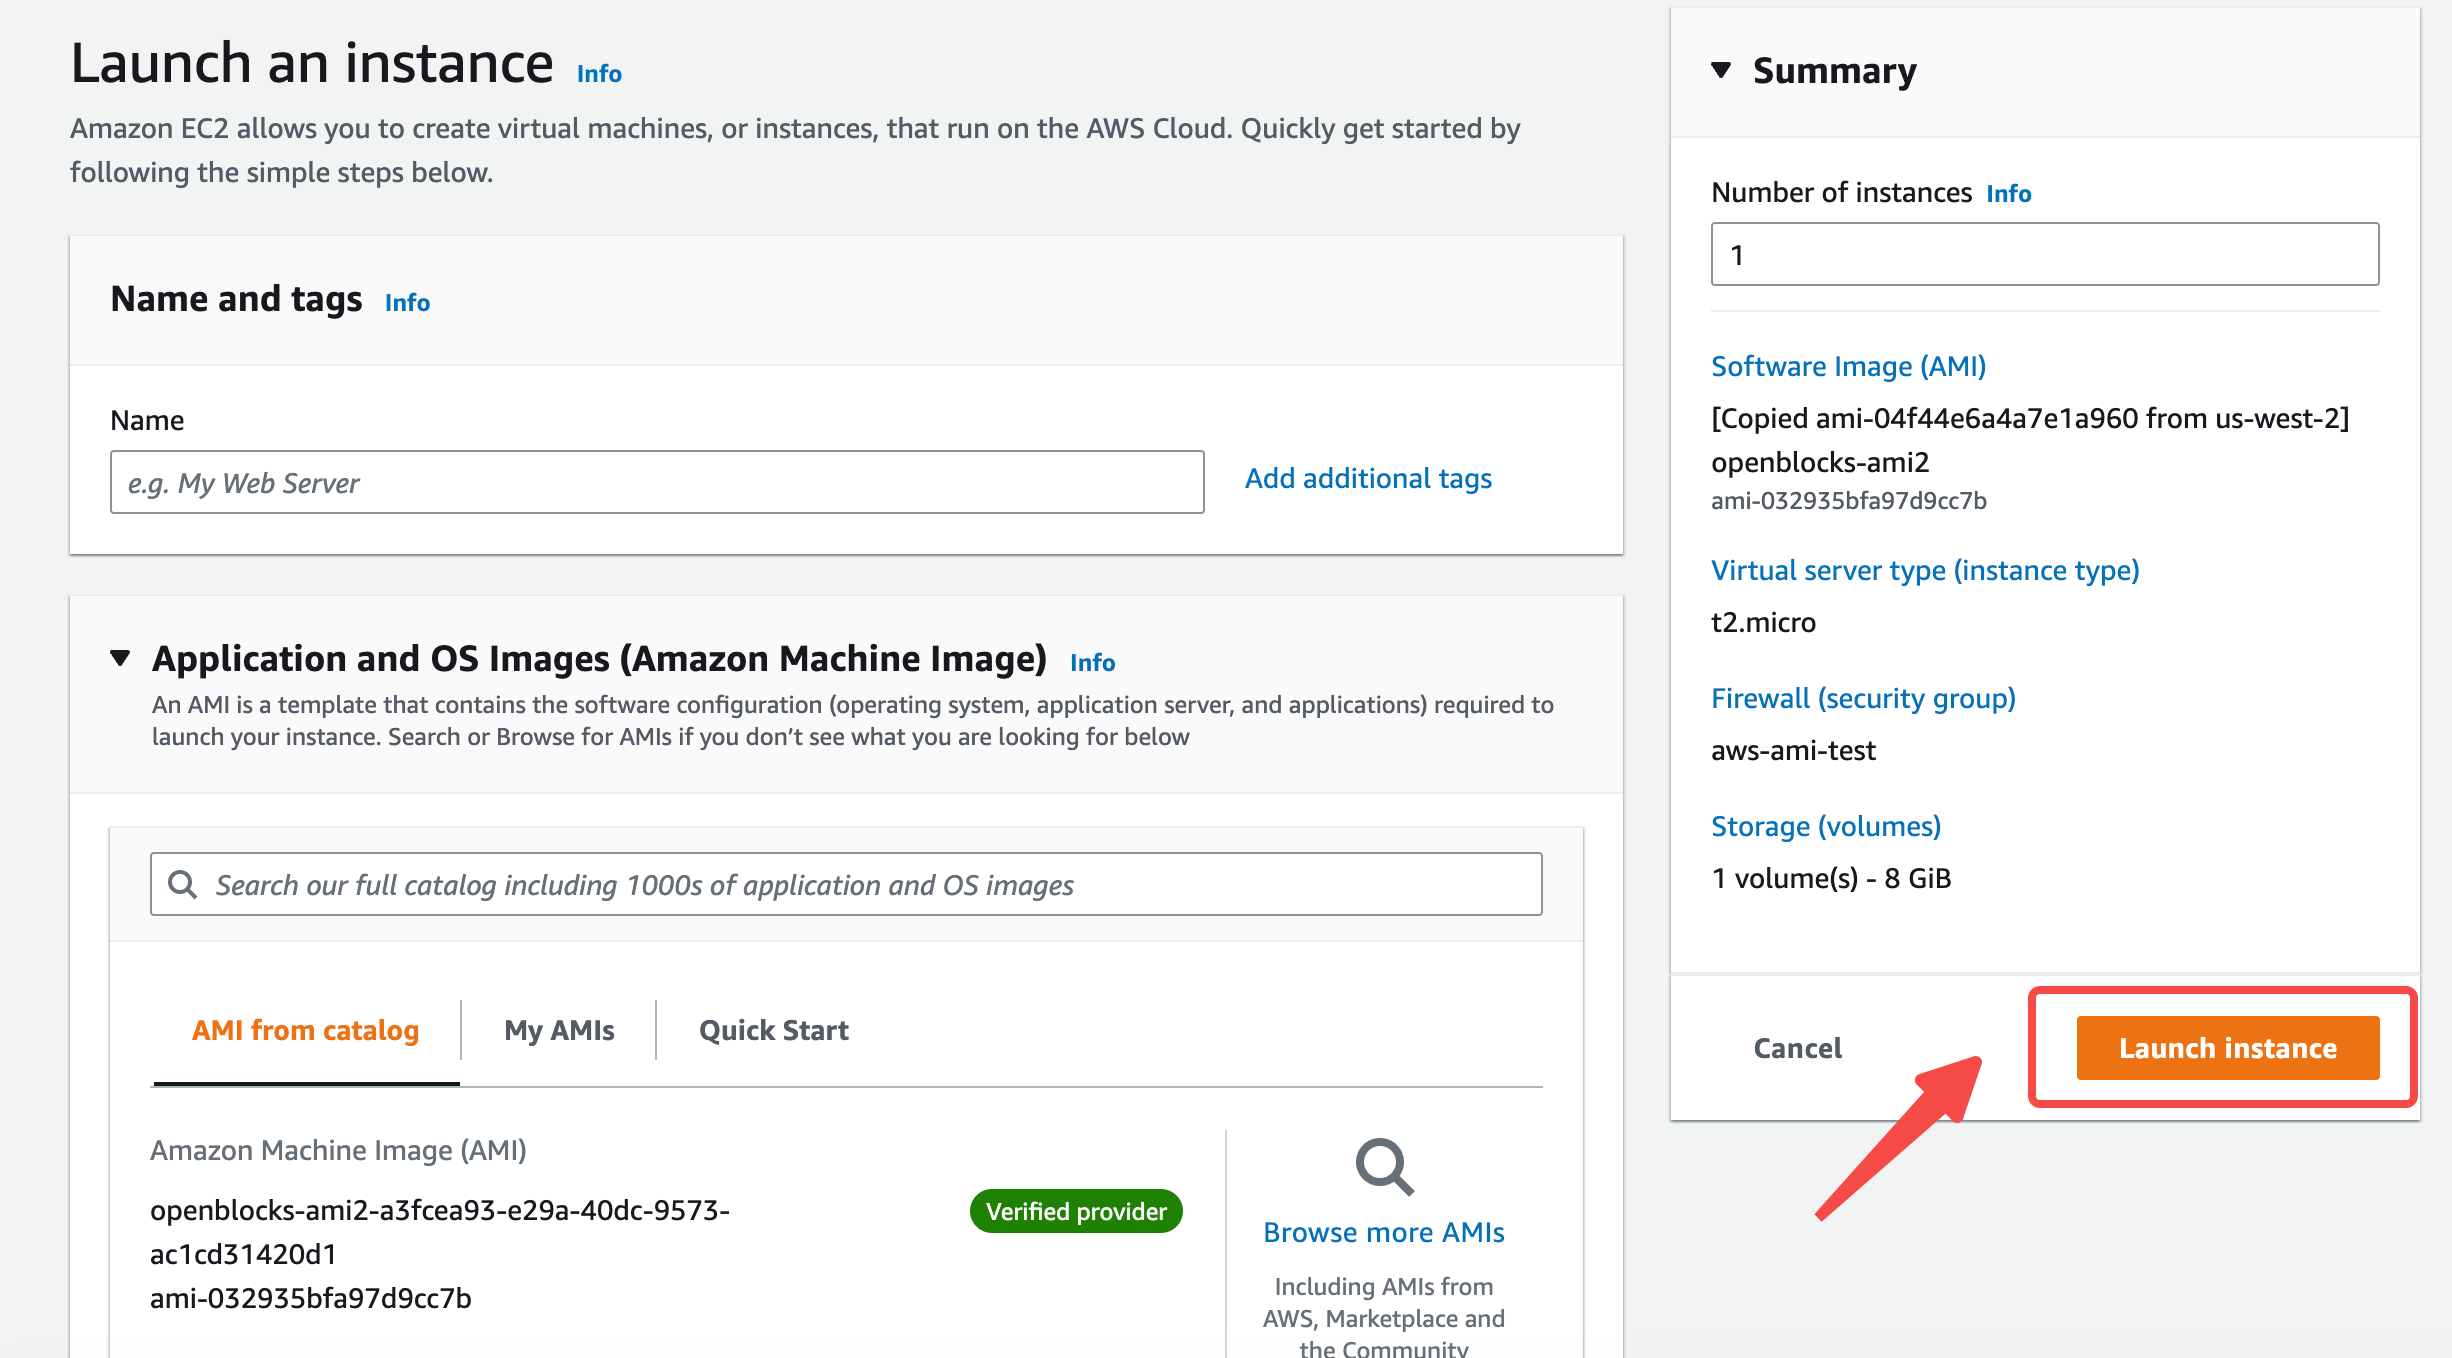 Launch an instance Info
Amazon EC2 allows you to create virtual machines, or instances, that run on the AWS Cloud. Quickly get started by
following the simple steps below.
Name and tags Info
Name
e.g. My Web Server
Add additional tags
Application and OS Images (Amazon Machine Image) Info
An AMI is a template that contains the software configuration (operating system, application server, and applications) required to
launch your instance. Search or Browse for AMIs if you don’t see what you are looking for below
Search our full catalog including 1000s of application and OS images
AMI from catalog
My AMIs
Quick Start
Amazon Machine Image (AMI)
openblocks-ami2-a3fcea93-e29a-40dc-9573-
ac1cd31420d1
ami-032935bfa97d9cc7b
Verified provider
Browse more AMIs
Including AMIs from
AWS, Marketplace and
the Community
Summary
Number of instances Info
1
Software Image (AMI)
[Copied ami-04f44e6a4a7e1a960 from us-west-2]
openblocks-ami2
ami-032935bfa97d9cc7b
Virtual server type (instance type)
t2.micro
Firewall (security group)
aws-ami-test
Storage (volumes)
1 volume(s) - 8 GiB
Cancel
Launch instance